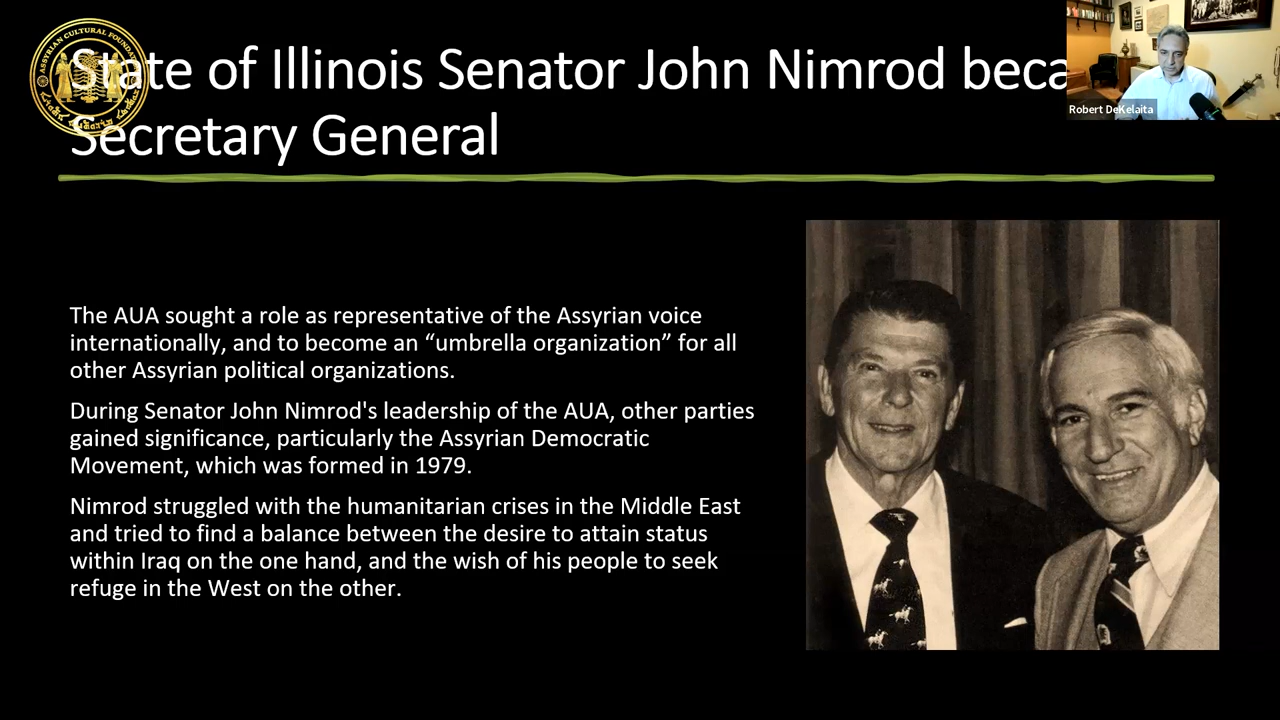 State of Illinois Senator John Nimrod beca
Secretary General
Robert DeKelaita
ASSYRIAN CULTURAL FOUNDA
The AUA sought a role as representative of the Assyrian voice
internationally, and to become an “umbrella organization” for all
other Assyrian political organizations.
During Senator John Nimrod's leadership of the AUA, other parties
gained significance, particularly the Assyrian Democratic
Movement, which was formed in 1979.
Nimrod struggled with the humanitarian crises in the Middle East
and tried to find a balance between the desire to attain status
within Iraq on the one hand, and the wish of his people to seek
refuge in the West on the other.